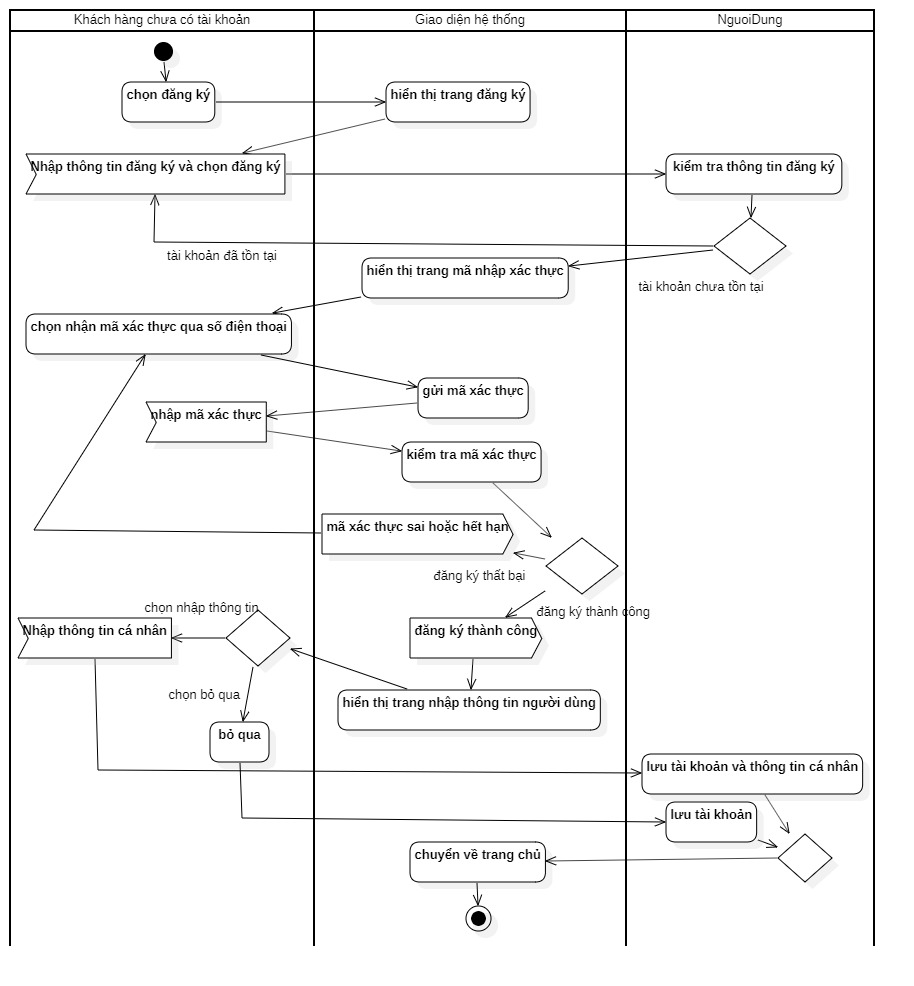 Khách hàng chưa có tài khoản
Giao diện hệ thống
NguoiDung
chọn đăng ký
hiển thị trang đăng ký
Nhập thông tin đăng ký và chọn đăng ký
kiểm tra thông tin đăng ký
tài khoản đã tồn tại
hiển thị trang mã nhập xác thực
tài khoản chưa tồn tại
chọn nhận mã xác thực qua số điện thoại
gửi mã xác thực
nhập mã xác thực
kiểm tra mã xác thực
mã xác thực sai hoặc hết hạn
đăng ký thất bại
chọn nhập thông tin
đăng ký thành công
Nhập thông tin cá nhân
đăng ký thành công
chọn bỏ qua
hiển thị trang nhập thông tin người dùng
bỏ qua
lưu tài khoản và thông tin cá nhân
lưu tài khoản
chuyển về trang chủ